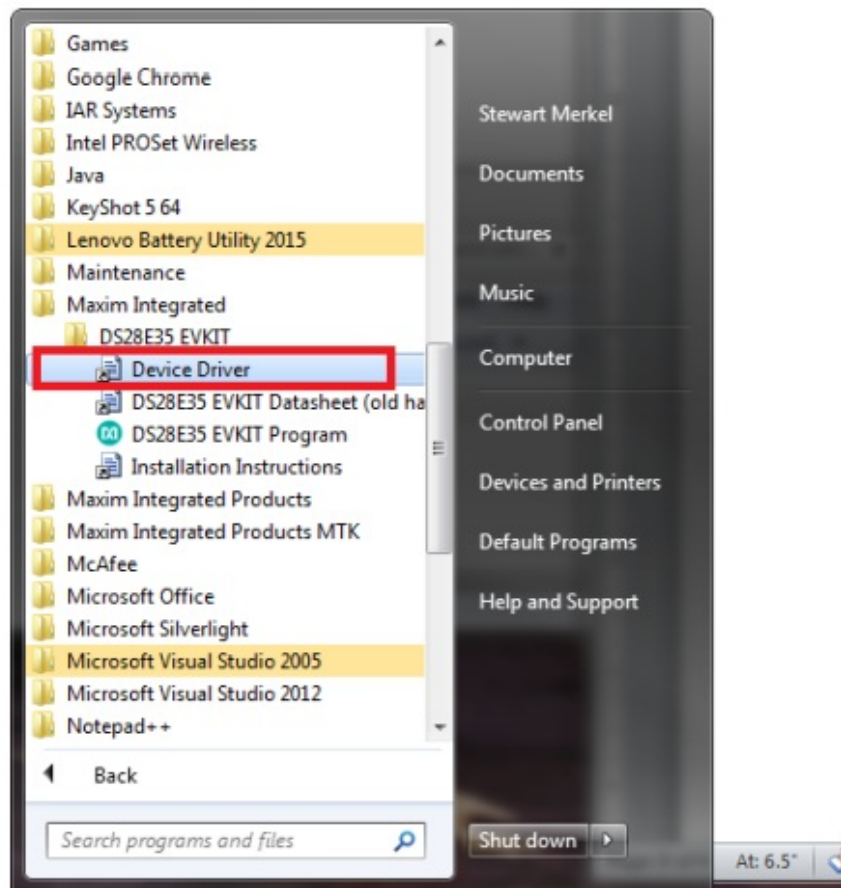 Games
Google Chrome
IAR Systems
Intel PROSet Wireless
Java
KeyShot 5 64
Lenovo Battery Utility 2015
Maintenance
Maxim Integrated
DS28E35 EVKIT
Device Driver
DS28E35 EVKIT Datasheet (old ha
DS28E35 EVKIT Program
Installation Instructions
Maxim Integrated Products
Maxim Integrated Products MTK
McAfee
Microsoft Office
Microsoft Silverlight
Microsoft Visual Studio 2005
Microsoft Visual Studio 2012
Notepad++
Back
Search programs and files
Stewart Merkel
Documents
Pictures
Music
Computer
Control Panel
Devices and Printers
Default Programs
Help and Support
Shut down
At: 6.5"